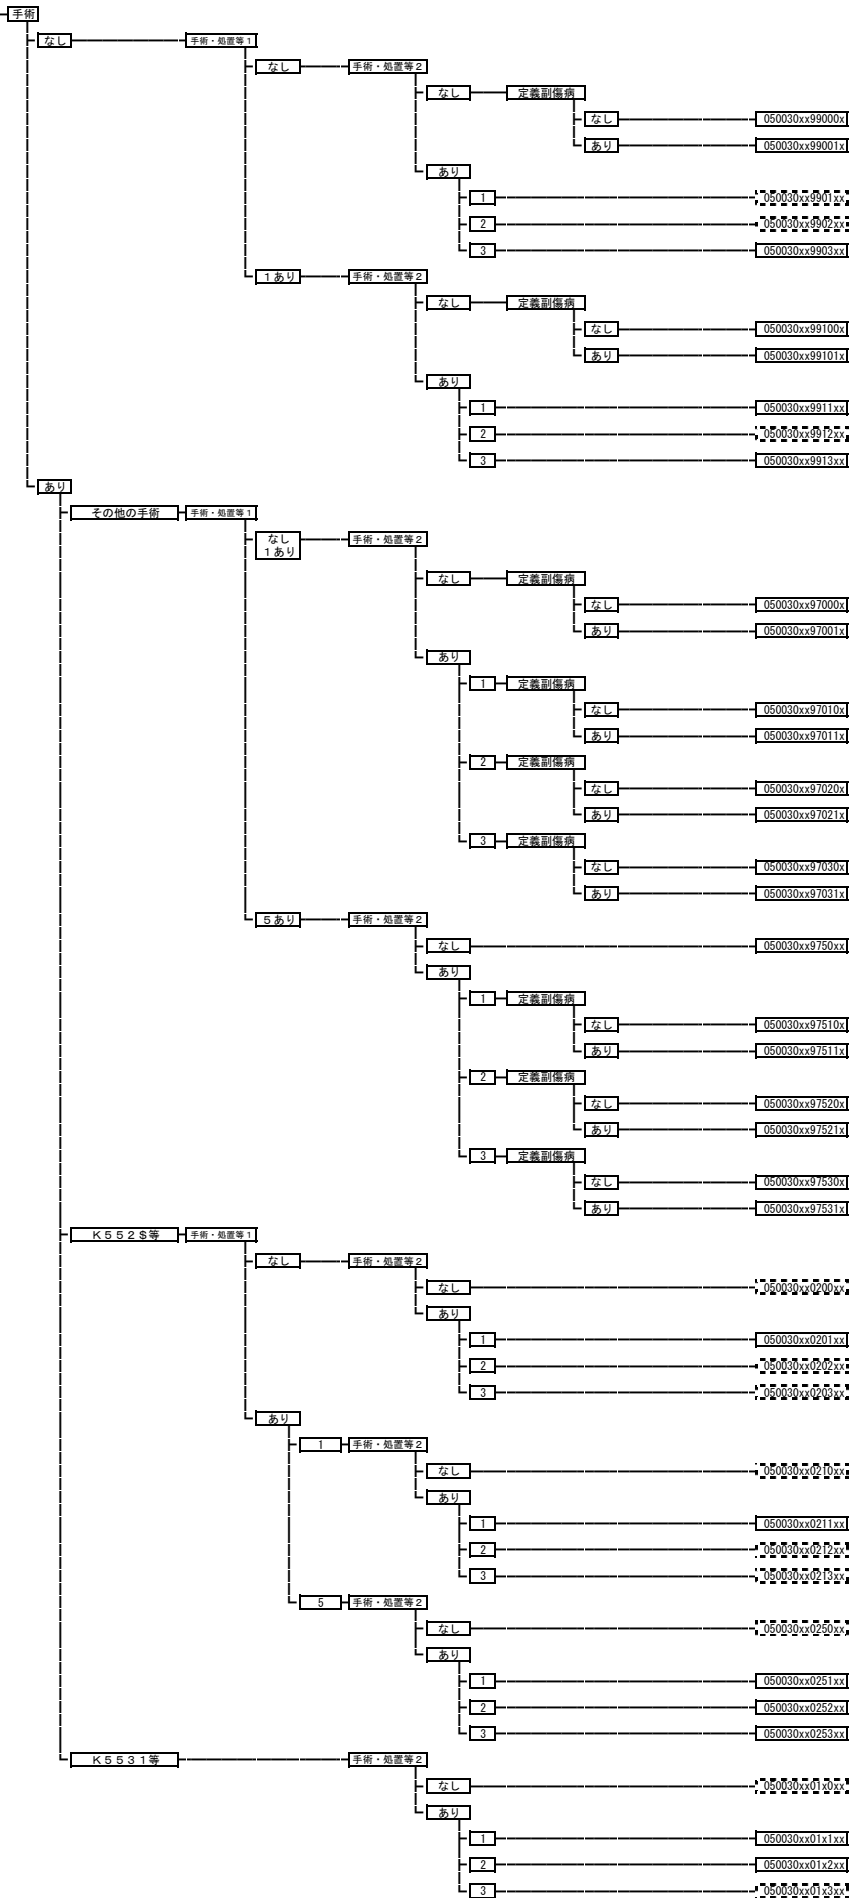 手術
なし 手術・処置等１
なし 手術・処置等２
なし 定義副傷病
なし 050030xx99000x
あり 050030xx99001x
あり
1 050030xx9901xx
2 050030xx9902xx
3 050030xx9903xx
１あり 手術・処置等２
なし 定義副傷病
なし 050030xx99100x
あり 050030xx99101x
あり
1 050030xx9911xx
2 050030xx9912xx
3 050030xx9913xx
あり
その他の手術 手術・処置等１
なし 手術・処置等２
１あり
なし 定義副傷病
なし 050030xx97000x
あり 050030xx97001x
あり
1 定義副傷病
なし 050030xx97010x
あり 050030xx97011x
2 定義副傷病
なし 050030xx97020x
あり 050030xx97021x
3 定義副傷病
なし 050030xx97030x
あり 050030xx97031x
５あり 手術・処置等２
なし 050030xx9750xx
あり
1 定義副傷病
なし 050030xx97510x
あり 050030xx97511x
2 定義副傷病
なし 050030xx97520x
あり 050030xx97521x
3 定義副傷病
なし 050030xx97530x
あり 050030xx97531x
Ｋ５５２＄等 手術・処置等１
なし 手術・処置等２
なし 050030xx0200xx
あり
1 050030xx0201xx
2 050030xx0202xx
3 050030xx0203xx
あり
1 手術・処置等２
なし 050030xx0210xx
あり
1 050030xx0211xx
2 050030xx0212xx
3 050030xx0213xx
5 手術・処置等２
なし 050030xx0250xx
あり
1 050030xx0251xx
2 050030xx0252xx
3 050030xx0253xx
Ｋ５５３１等 手術・処置等２
なし 050030xx01x0xx
あり
1 050030xx01x1xx
2 050030xx01x2xx
3 050030xx01x3xx